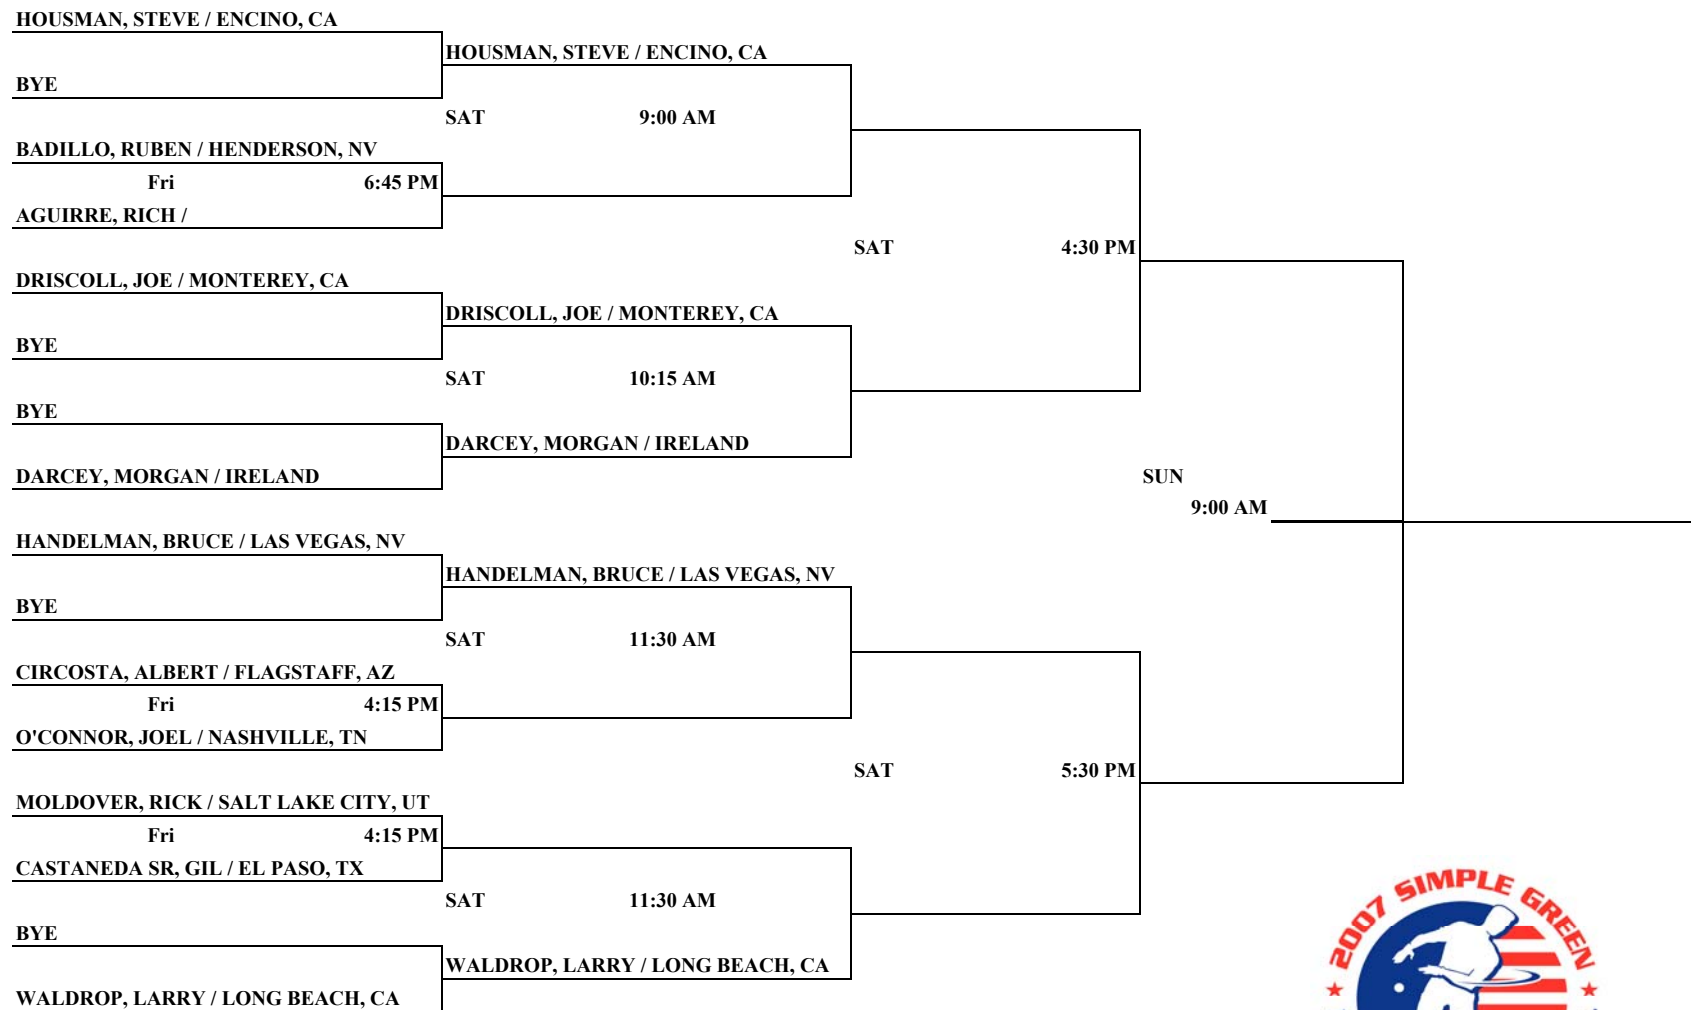 HOUSMAN, STEVE / ENCINO, CA
HOUSMAN, STEVE / ENCINO, CA
BYE
SAT 9:00 AM
BADILLO, RUBEN / HENDERSON, NV
Fri 6:45 PM
AGUIRRE, RICH /
SAT 4:30 PM
DRISCOLL, JOE / MONTEREY, CA
DRISCOLL, JOE / MONTEREY, CA
BYE
SAT 10:15 AM
BYE
DARCEY, MORGAN / IRELAND
DARCEY, MORGAN / IRELAND
SUN
9:00 AM
HANDELMAN, BRUCE / LAS VEGAS, NV
HANDELMAN, BRUCE / LAS VEGAS, NV
BYE
SAT 11:30 AM
CIRCOSTA, ALBERT / FLAGSTAFF, AZ
Fri 4:15 PM
O'CONNOR, JOEL / NASHVILLE, TN
SAT 5:30 PM
MOLDOVER, RICK / SALT LAKE CITY, UT
Fri 4:15 PM
CASTANEDA SR, GIL / EL PASO, TX
SAT 11:30 AM
BYE
WALDROP, LARRY / LONG BEACH, CA
WALDROP, LARRY / LONG BEACH, CA
2007 SIMPLE GREEN